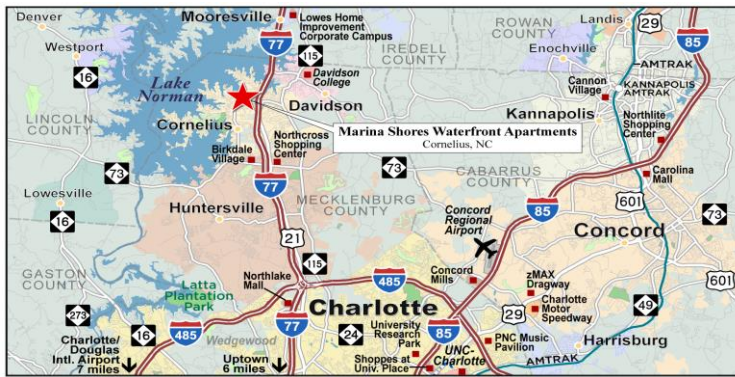 Denver
Westport
16
Mooresville
Lowes Home
Improvement
Corporate Campus
77
115
IREDELL
COUNTY
ROWAN
COUNTY
Landis
29
85
Enochville
AMTRAK
KANNAPOLIS
AMTRAK
Cannon
Village
Kannapolis
Northlite
Shopping
Center
Lake
Norman
Davidson
College
Davidson
Marina Shores Waterfront Apartments
Cornelius, NC
LINCOLN
COUNTY
Cornelius
Birkdale
Village
Northcross
Shopping
Center
73
73
CABARRUS
COUNTY
Carolina
Mall
601
73
Lowesville
16
Huntersville
77
MECKLENBURG
COUNTY
21
Concord
Regional
Airport
85
Concord
GASTON
COUNTY
Latta
Plantation
Park
115
Northlake
Mall
485
Concord
Mills
zMAX
Dragway
Charlotte
Motor
Speedway
601
49
273
16
485
Wedgewood
77
Charlotte
24
University
Research
Park
85
29
PNC Music
Pavilion
Harrisburg
Charlotte/
Douglas
Intl. Airport
7 miles
Uptown
6 miles
Shoppes at
Univ. Place
UNC-
Charlotte
AMTRAK